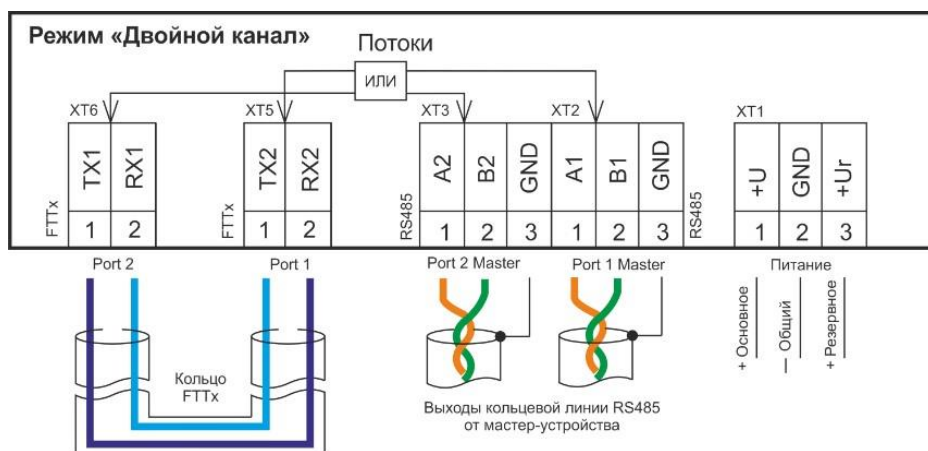 Режим «Двойной канал»
Потоки
ИЛИ
XT6
XT5
XT3
XT2
XT1
FTTx
TX1
RX1
1
2
FTTx
TX2
RX2
1
2
RS485
A2
B2
GND
1
2
3
A1
B1
GND
1
2
3
RS485
+U
GND
+Ur
1
2
3
Port 2
Port 1
Port 2 Master
Port 1 Master
Питание
+ Основное
— Общий
+ Резервное
Кольцо
FTTx
Выходы кольцевой линии RS485
от мастер-устройства